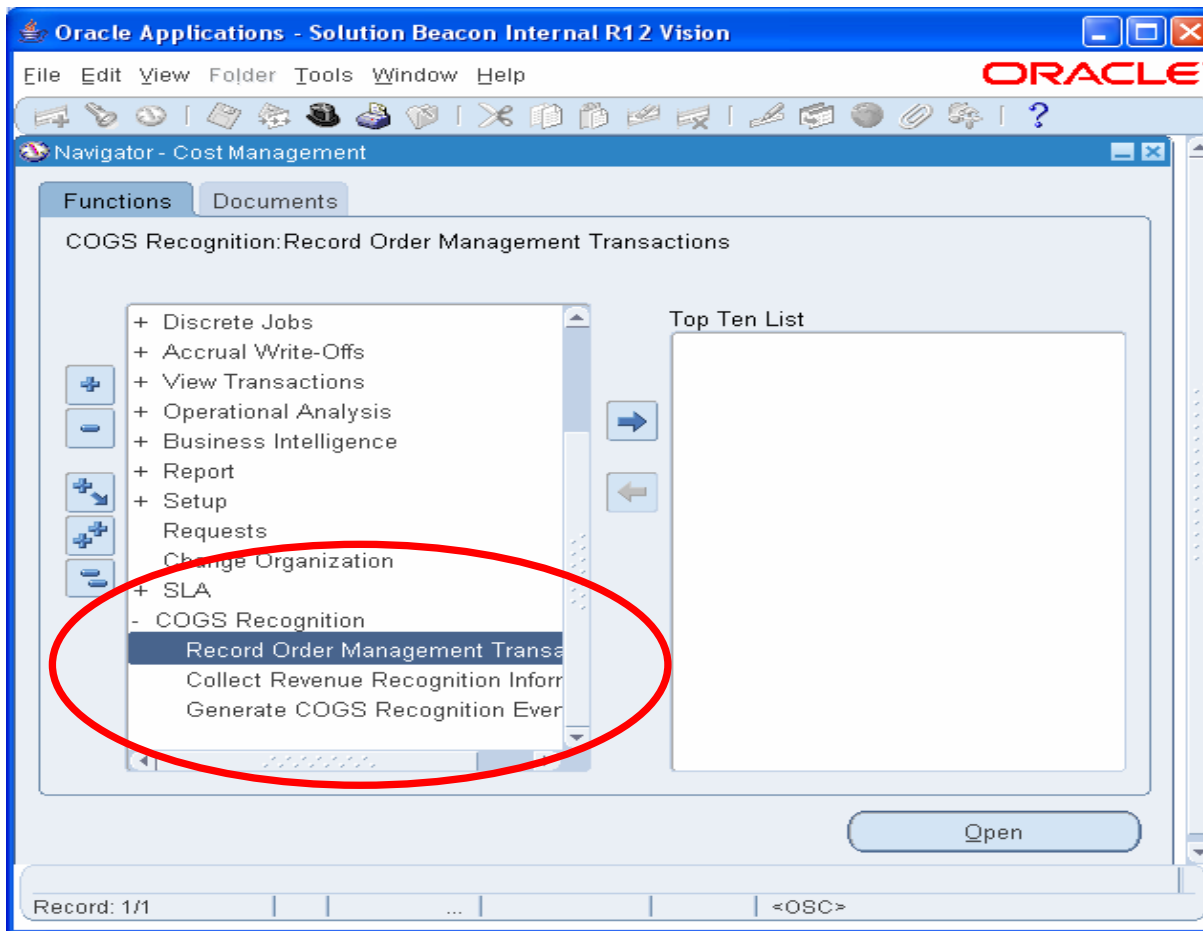 Oracle Applications - Solution Beacon Internal R12 Vision
File Edit View Folder Tools Window Help
ORACLE
Navigator - Cost Management
Functions Documents
COGS Recognition:Record Order Management Transactions
Top Ten List
+ Discrete Jobs
+ Accrual Write-Offs
+ View Transactions
+ Operational Analysis
+ Business Intelligence
+ Report
+ Setup
Requests
Change Organization
+ SLA
- COGS Recognition
Record Order Management Transa
Collect Revenue Recognition Inforr
Generate COGS Recognition Ever
Open
Record: 1/1 ... <OSC>